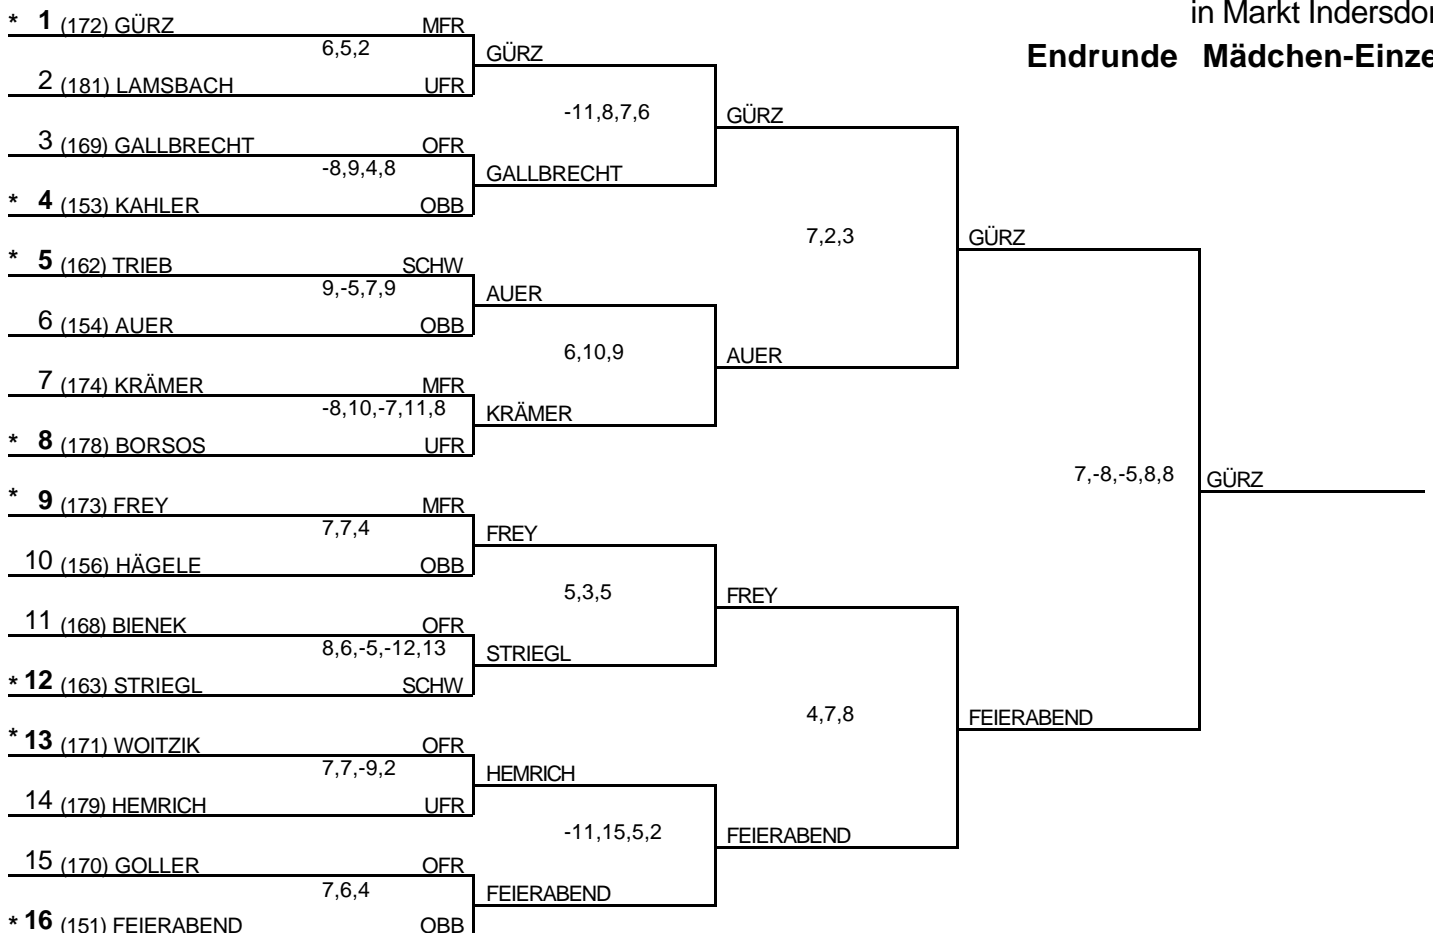 in Markt Indersdor
Endrunde Mädchen-Einze
* 1 (172) GÜRZ MFR
6,5,2
GÜRZ
2 (181) LAMSBACH UFR
-11,8,7,6
GÜRZ
3 (169) GALLBRECHT OFR
-8,9,4,8
GALLBRECHT
* 4 (153) KAHLER OBB
7,2,3
GÜRZ
* 5 (162) TRIEB SCHW
9,-5,7,9
AUER
6 (154) AUER OBB
6,10,9
AUER
7 (174) KRÄMER MFR
-8,10,-7,11,8
KRÄMER
* 8 (178) BORSOS UFR
7,-8,-5,8,8
GÜRZ
* 9 (173) FREY MFR
7,7,4
FREY
10 (156) HÄGELE OBB
5,3,5
FREY
11 (168) BIENEK OFR
8,6,-5,-12,13
STRIEGL
* 12 (163) STRIEGL SCHW
4,7,8
FEIERABEND
* 13 (171) WOITZIK OFR
7,7,-9,2
HEMRICH
14 (179) HEMRICH UFR
-11,15,5,2
FEIERABEND
15 (170) GOLLER OFR
7,6,4
FEIERABEND
* 16 (151) FEIERABEND OBB